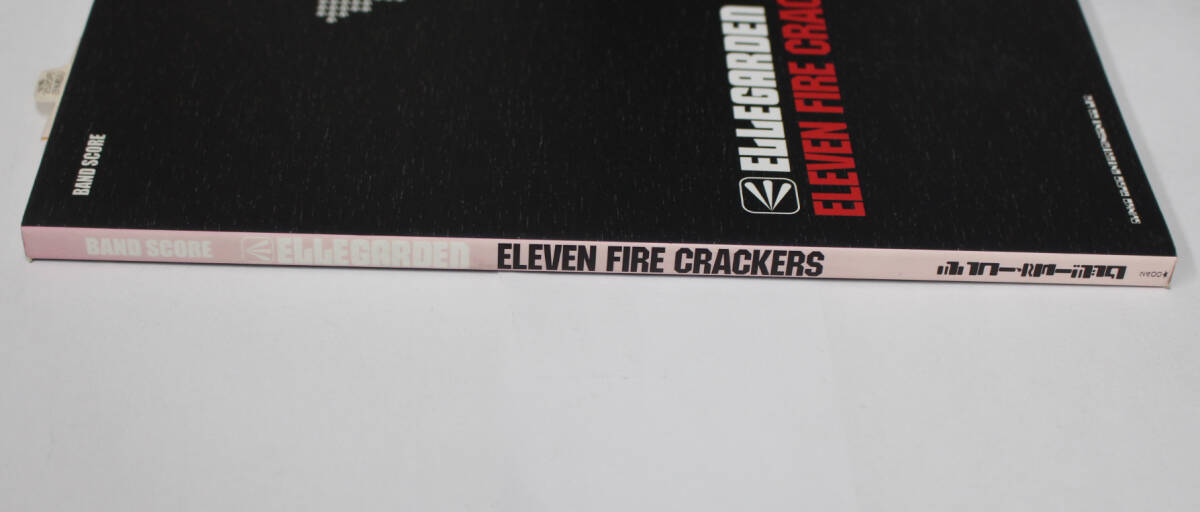 BAND SCORE
ELLEGARDEN
ELEVEN FIRE CRAC
BAND SCORE ELLEGARDEN ELEVEN FIRE CRACKERS